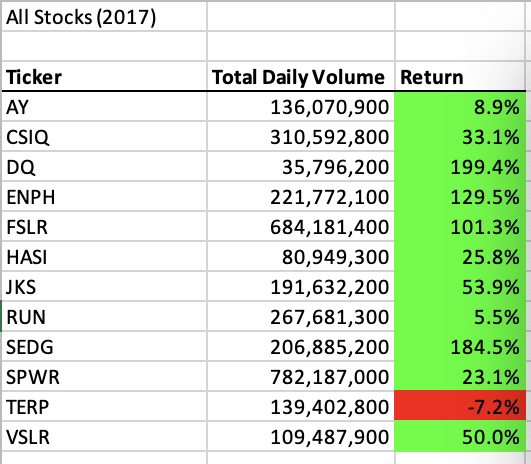 All Stocks (2017)
Ticker Total Daily Volume Return
AY 136,070,900 8.9%
CSIQ 310,592,800 33.1%
DQ 35,796,200 199.4%
ENPH 221,772,100 129.5%
FSLR 684,181,400 101.3%
HASI 80,949,300 25.8%
JKS 191,632,200 53.9%
RUN 267,681,300 5.5%
SEDG 206,885,200 184.5%
SPWR 782,187,000 23.1%
TERP 139,402,800 -7.2%
VSLR 109,487,900 50.0%